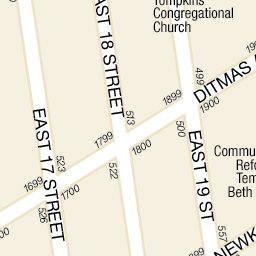 Tompkins
Congregational
Church
EAST 18 STREET
DITMAS
499
1899
1900
500
513
1799
1800
522
EAST 17 STREET
EAST 19 ST
523
1699
1700
526
Commu
Refo
Tem
Beth
557
NEWK